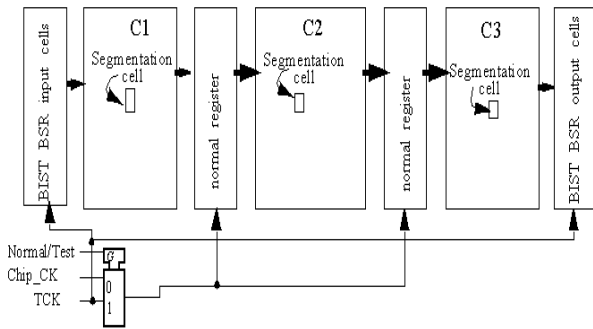 BIST BSR input cells
C1
Segmentation
cell
normal register
C2
Segmentation
cell
normal register
C3
Segmentation
cell
BIST BSR output cells
Normal/Test
G
Chip_CK
0
TCK
1